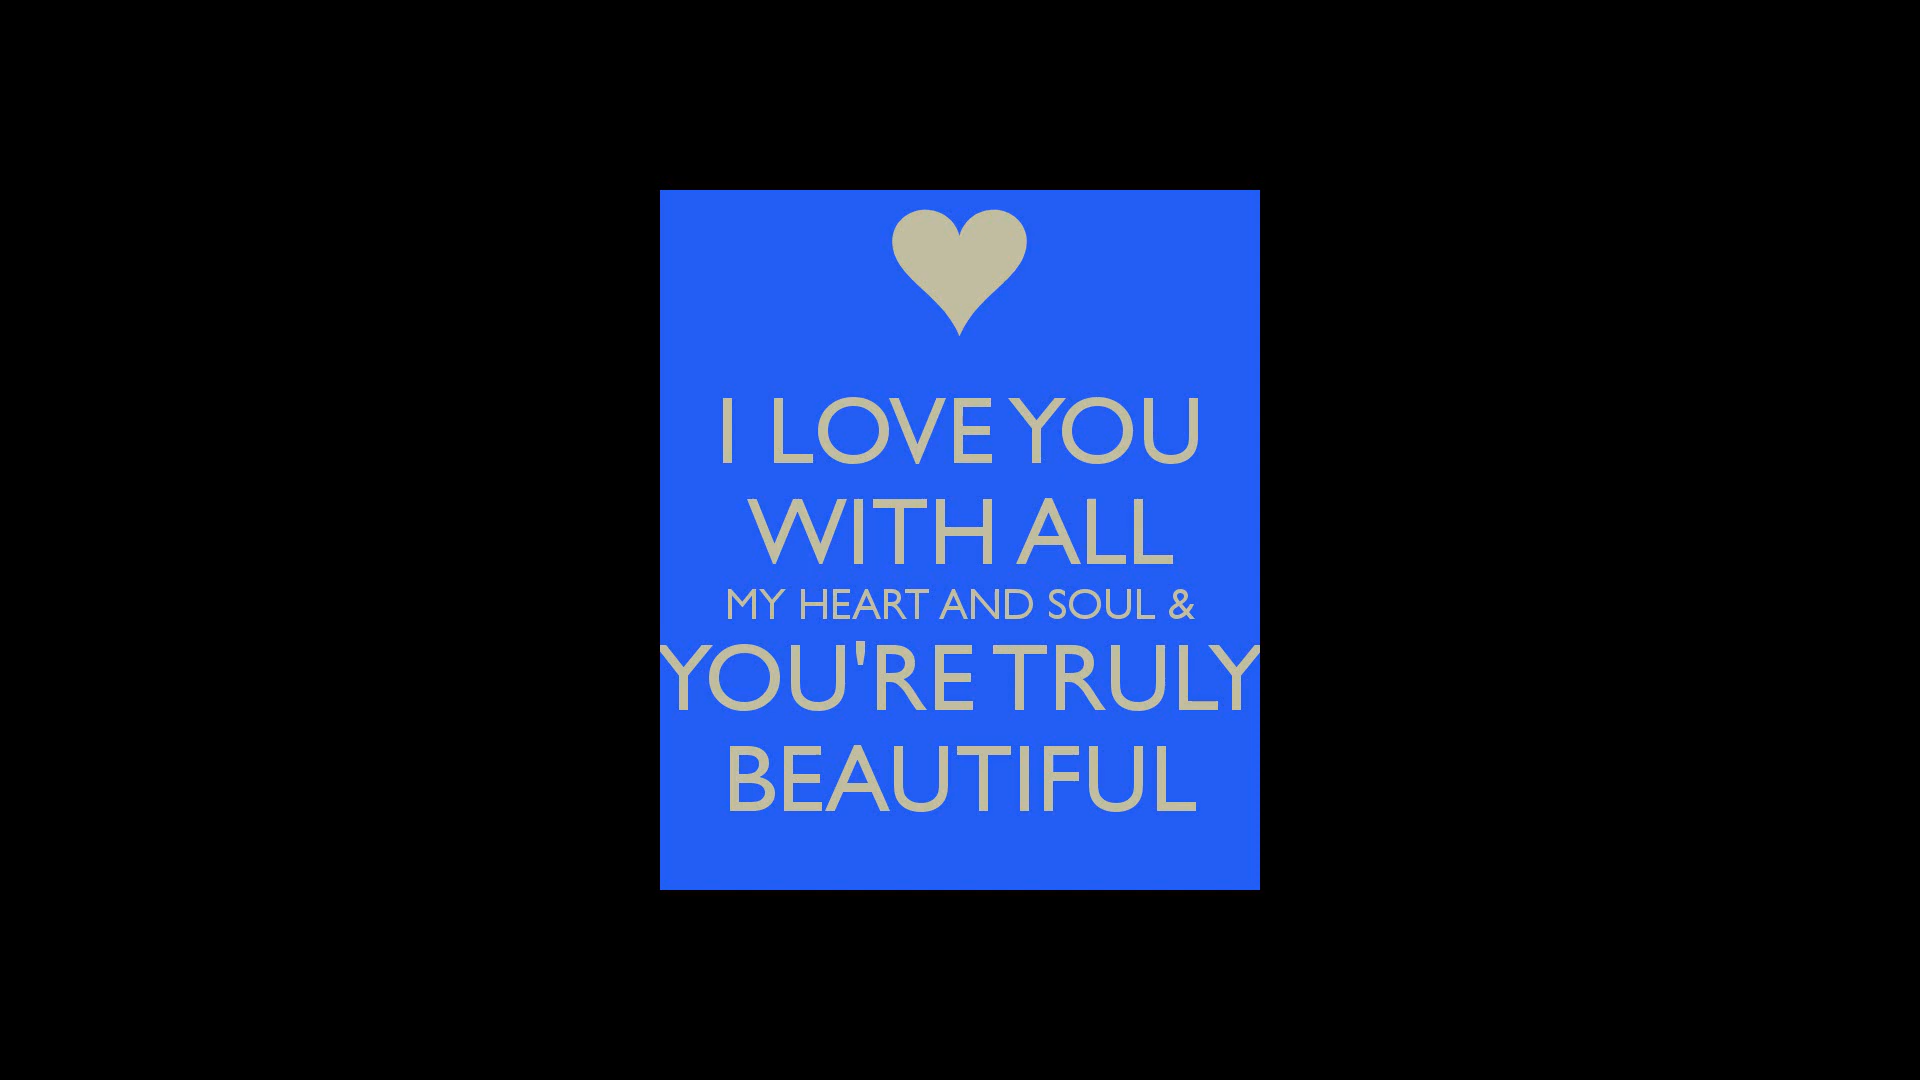 I LOVE YOU
WITH ALL
MY HEART AND SOUL &
YOU'RE TRULY
BEAUTIFUL